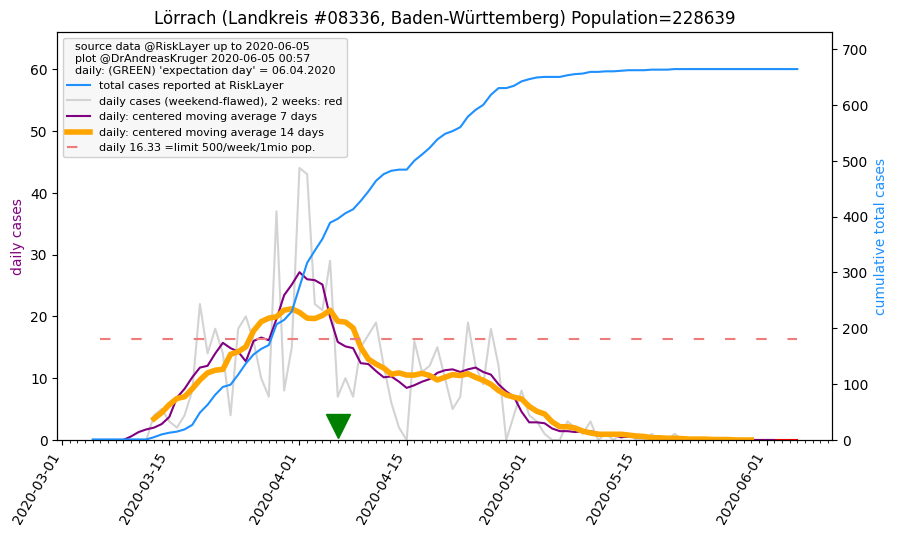 Lörrach (Landkreis #08336, Baden-Württemberg) Population=228639
source data @RiskLayer up to 2020-06-05
plot @DrAndreasKruger 2020-06-05 00:57
daily: (GREEN) 'expectation day' = 06.04.2020
total cases reported at RiskLayer
daily cases (weekend-flawed), 2 weeks: red
daily: centered moving average 7 days
daily: centered moving average 14 days
daily 16.33 =limit 500/week/1mio pop.
daily cases
60
50
40
30
20
10
0
700
600
500
400
300
200
100
0
cumulative total cases
2020-03-01
2020-03-15
2020-04-01
2020-04-15
2020-05-01
2020-05-15
2020-06-01